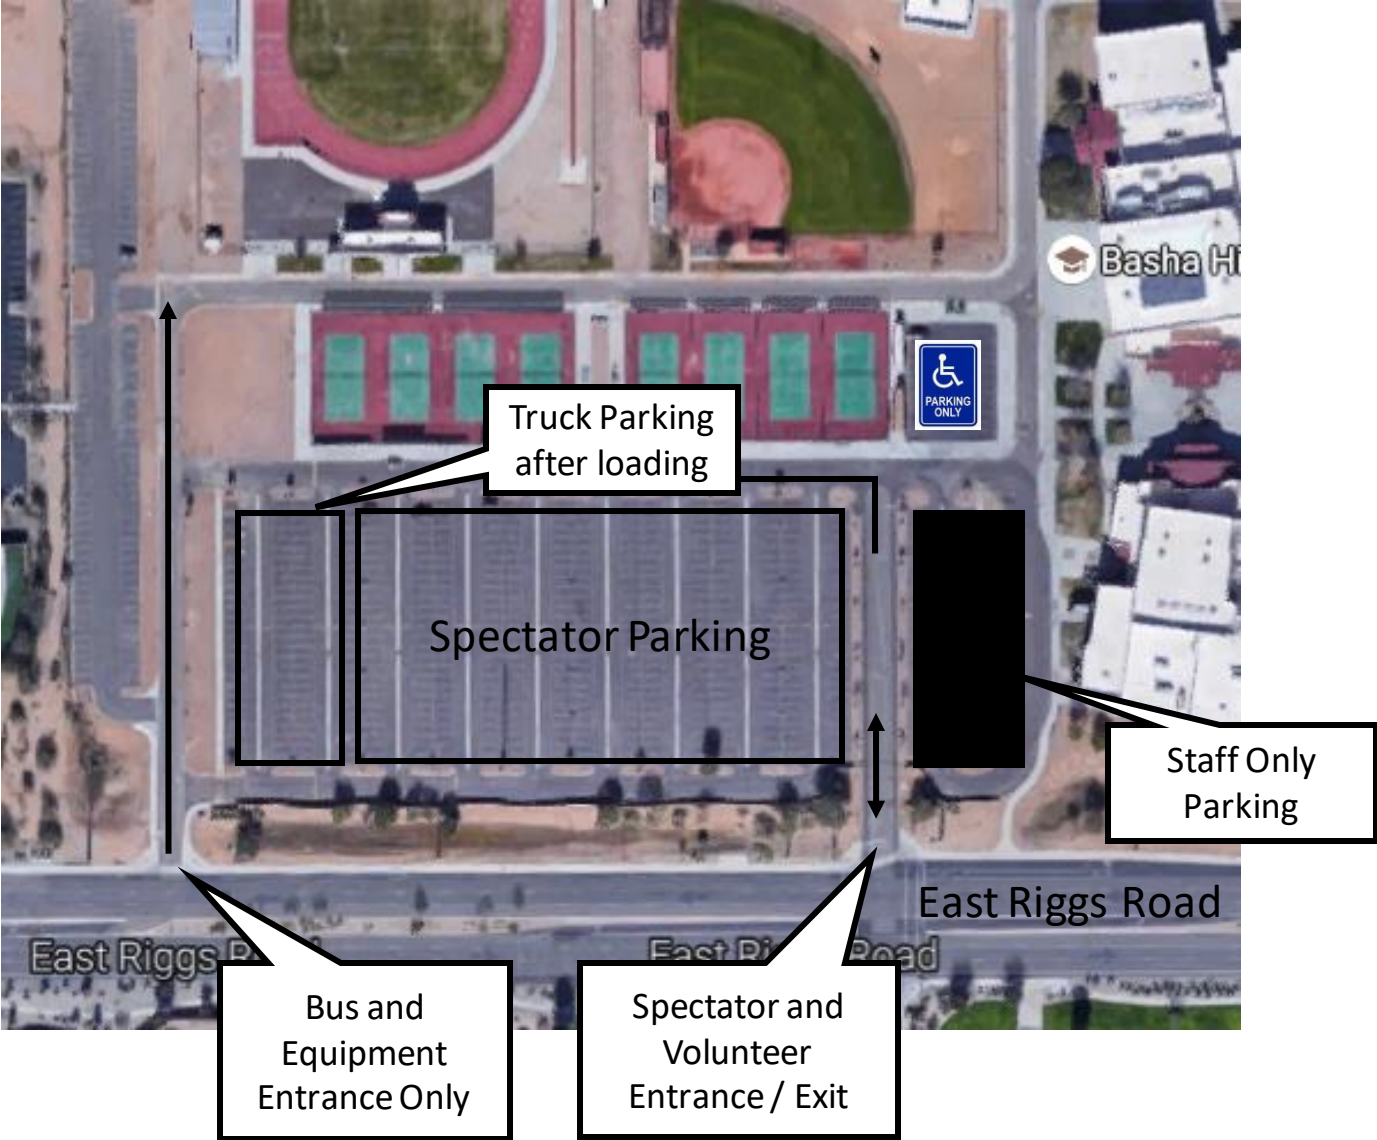 Basha Hi
PARKING
ONLY
Truck Parking
after loading
Spectator Parking
Staff Only
Parking
East Riggs Road
East Riggs R
East Ri Road
Bus and
Equipment
Entrance Only
Spectator and
Volunteer
Entrance / Exit